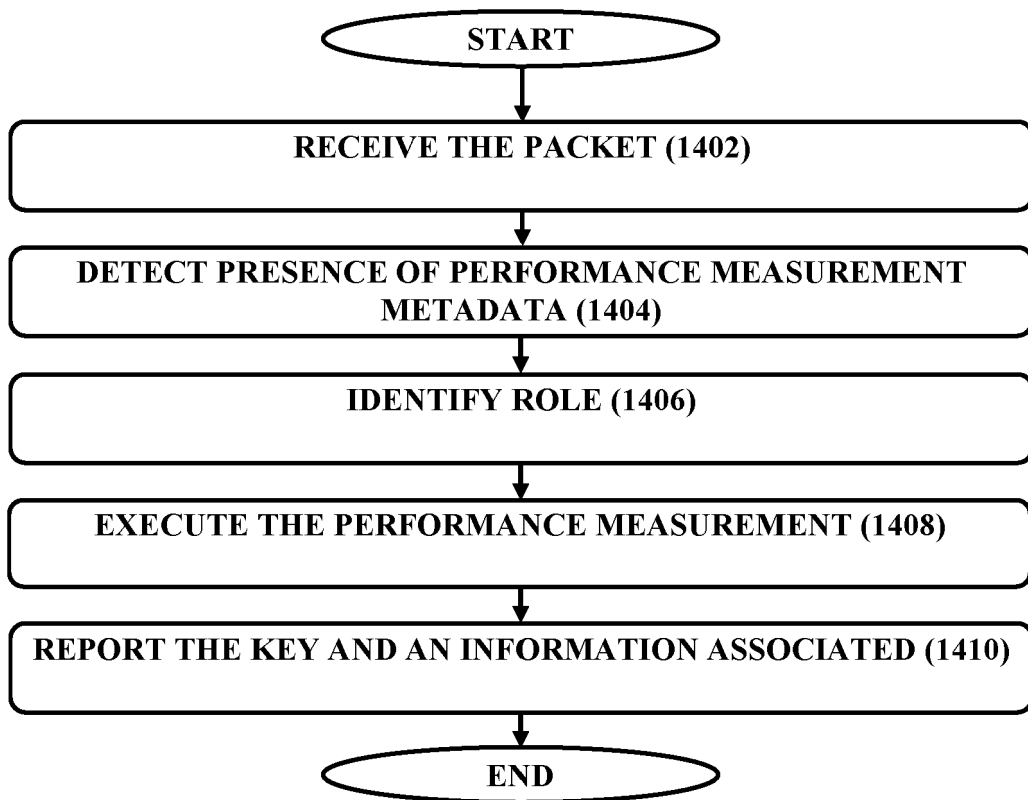 START
RECEIVE THE PACKET (1402)
DETECT PRESENCE OF PERFORMANCE MEASUREMENT
METADATA (1404)
IDENTIFY ROLE (1406)
EXECUTE THE PERFORMANCE MEASUREMENT (1408)
REPORT THE KEY AND AN INFORMATION ASSOCIATED (1410)
END